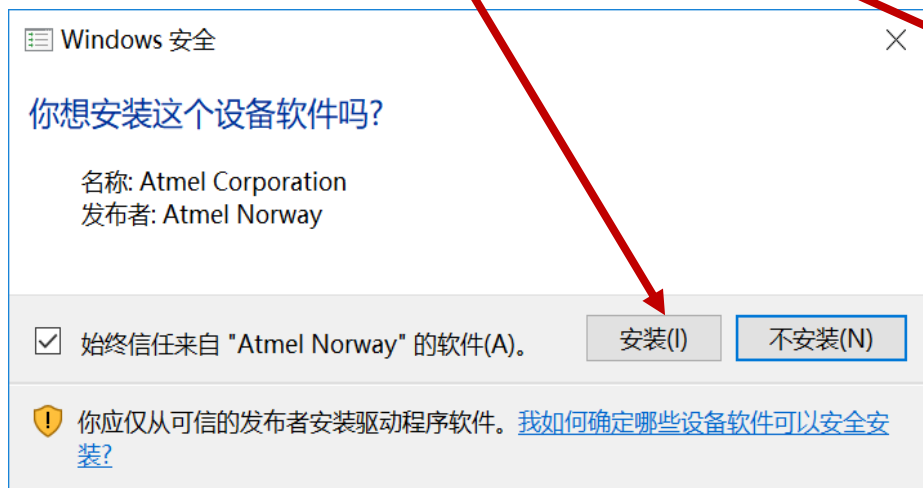 Windows 安全
你想安装这个设备软件吗?
名称: Atmel Corporation
发布者: Atmel Norway
始终信任来自 "Atmel Norway" 的软件(A)。
安装(I)
不安装(N)
你应仅从可信的发布者安装驱动程序软件。我如何确定哪些设备软件可以安全安
装?